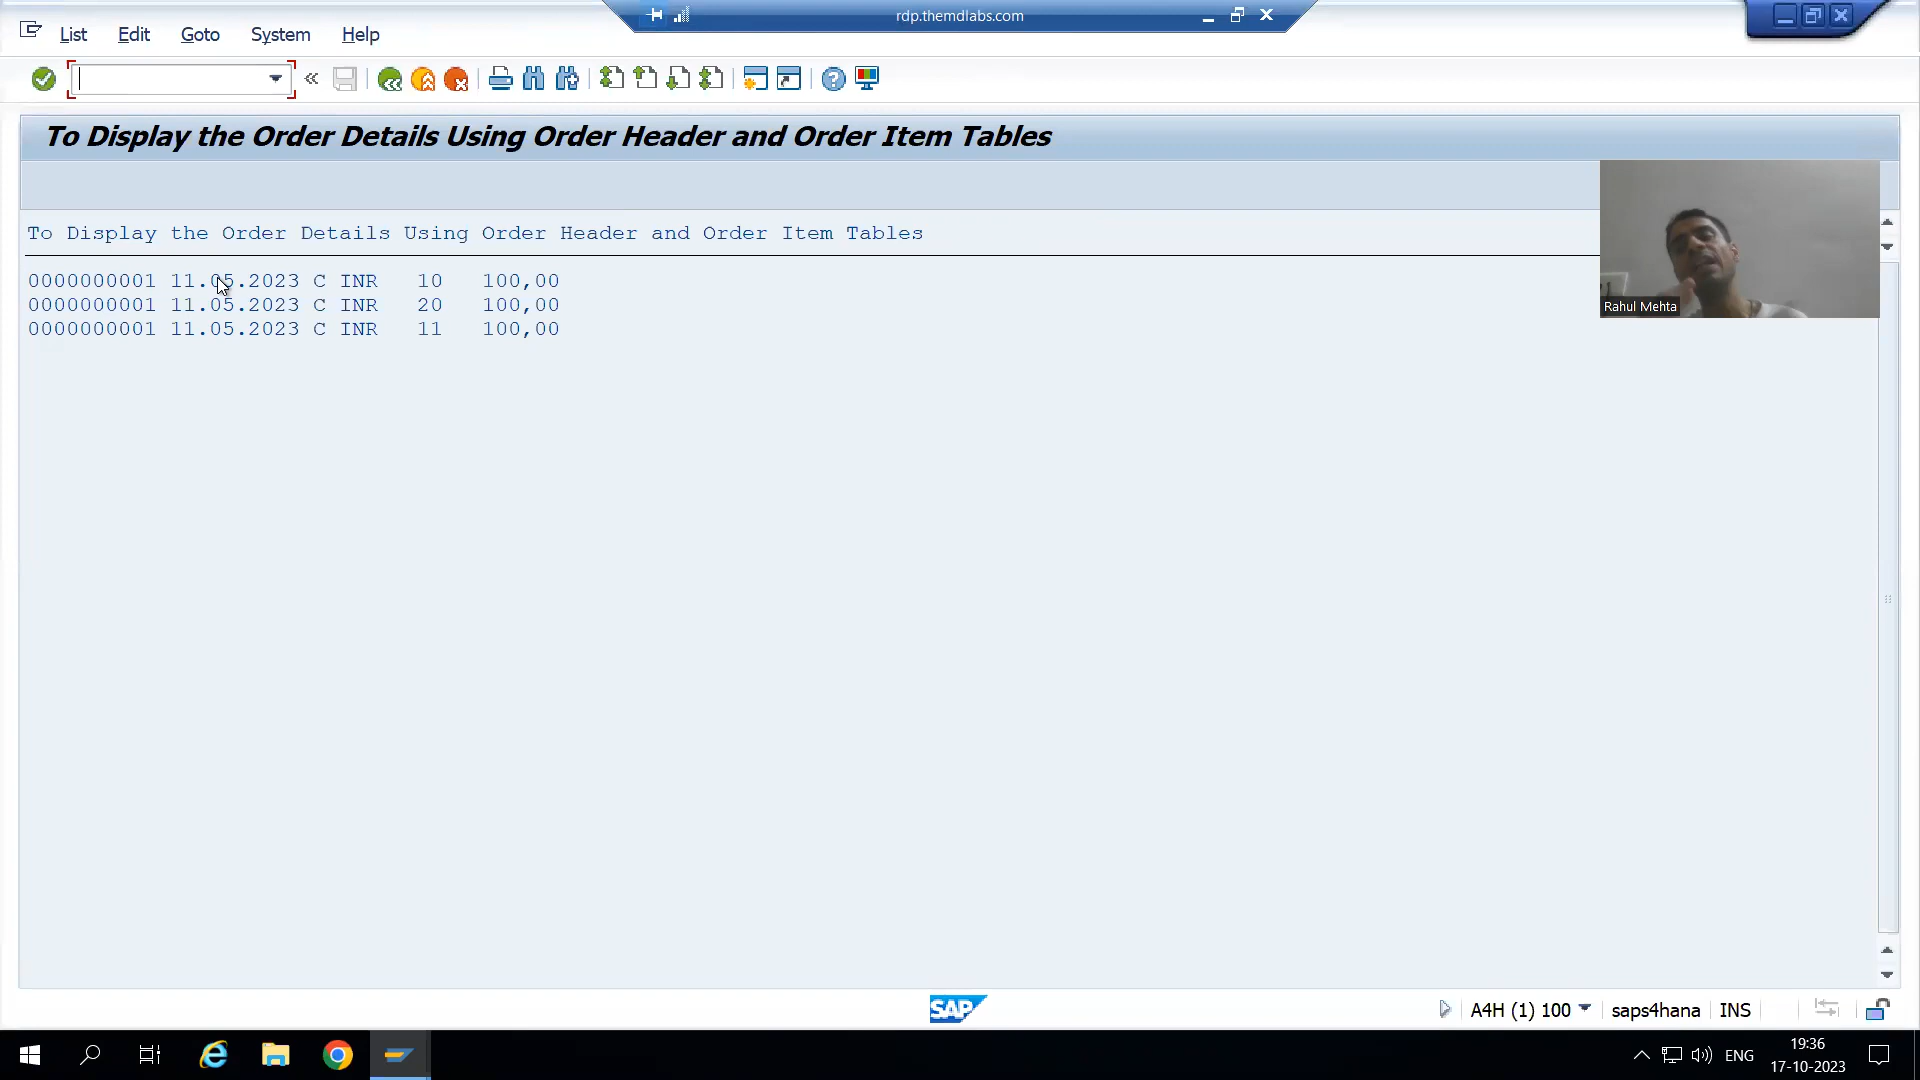 rdp.themdlabs.com
List Edit Goto System Help
To Display the Order Details Using Order Header and Order Item Tables
To Display the Order Details Using Order Header and Order Item Tables
0000000001 11.05.2023 C INR 10 100,00
0000000001 11.05.2023 C INR 20 100,00
0000000001 11.05.2023 C INR 11 100,00
Rahul Mehta
SAP
A4H (1) 100 saps4hana INS
ENG
19:36
17-10-2023